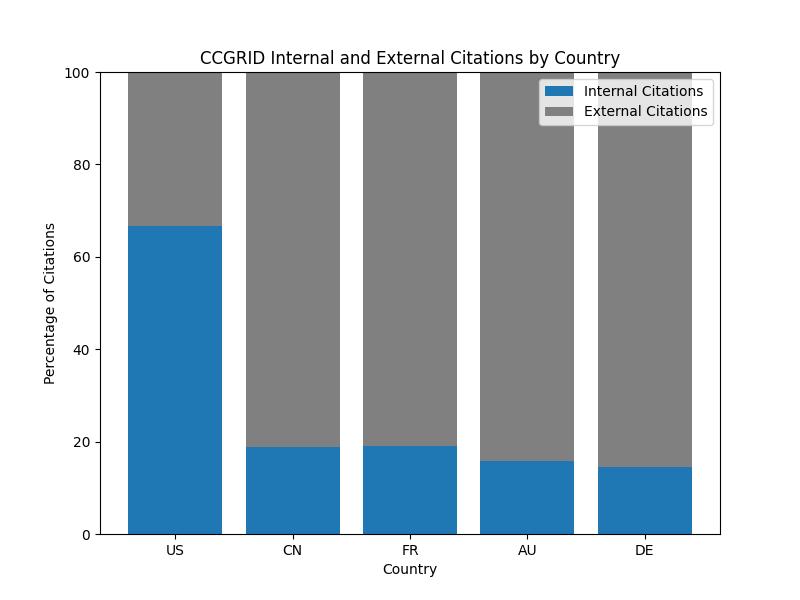 CCGRID Internal and External Citations by Country
Internal Citations
External Citations
Percentage of Citations
100
80
60
40
20
0
US CN FR AU DE
Country